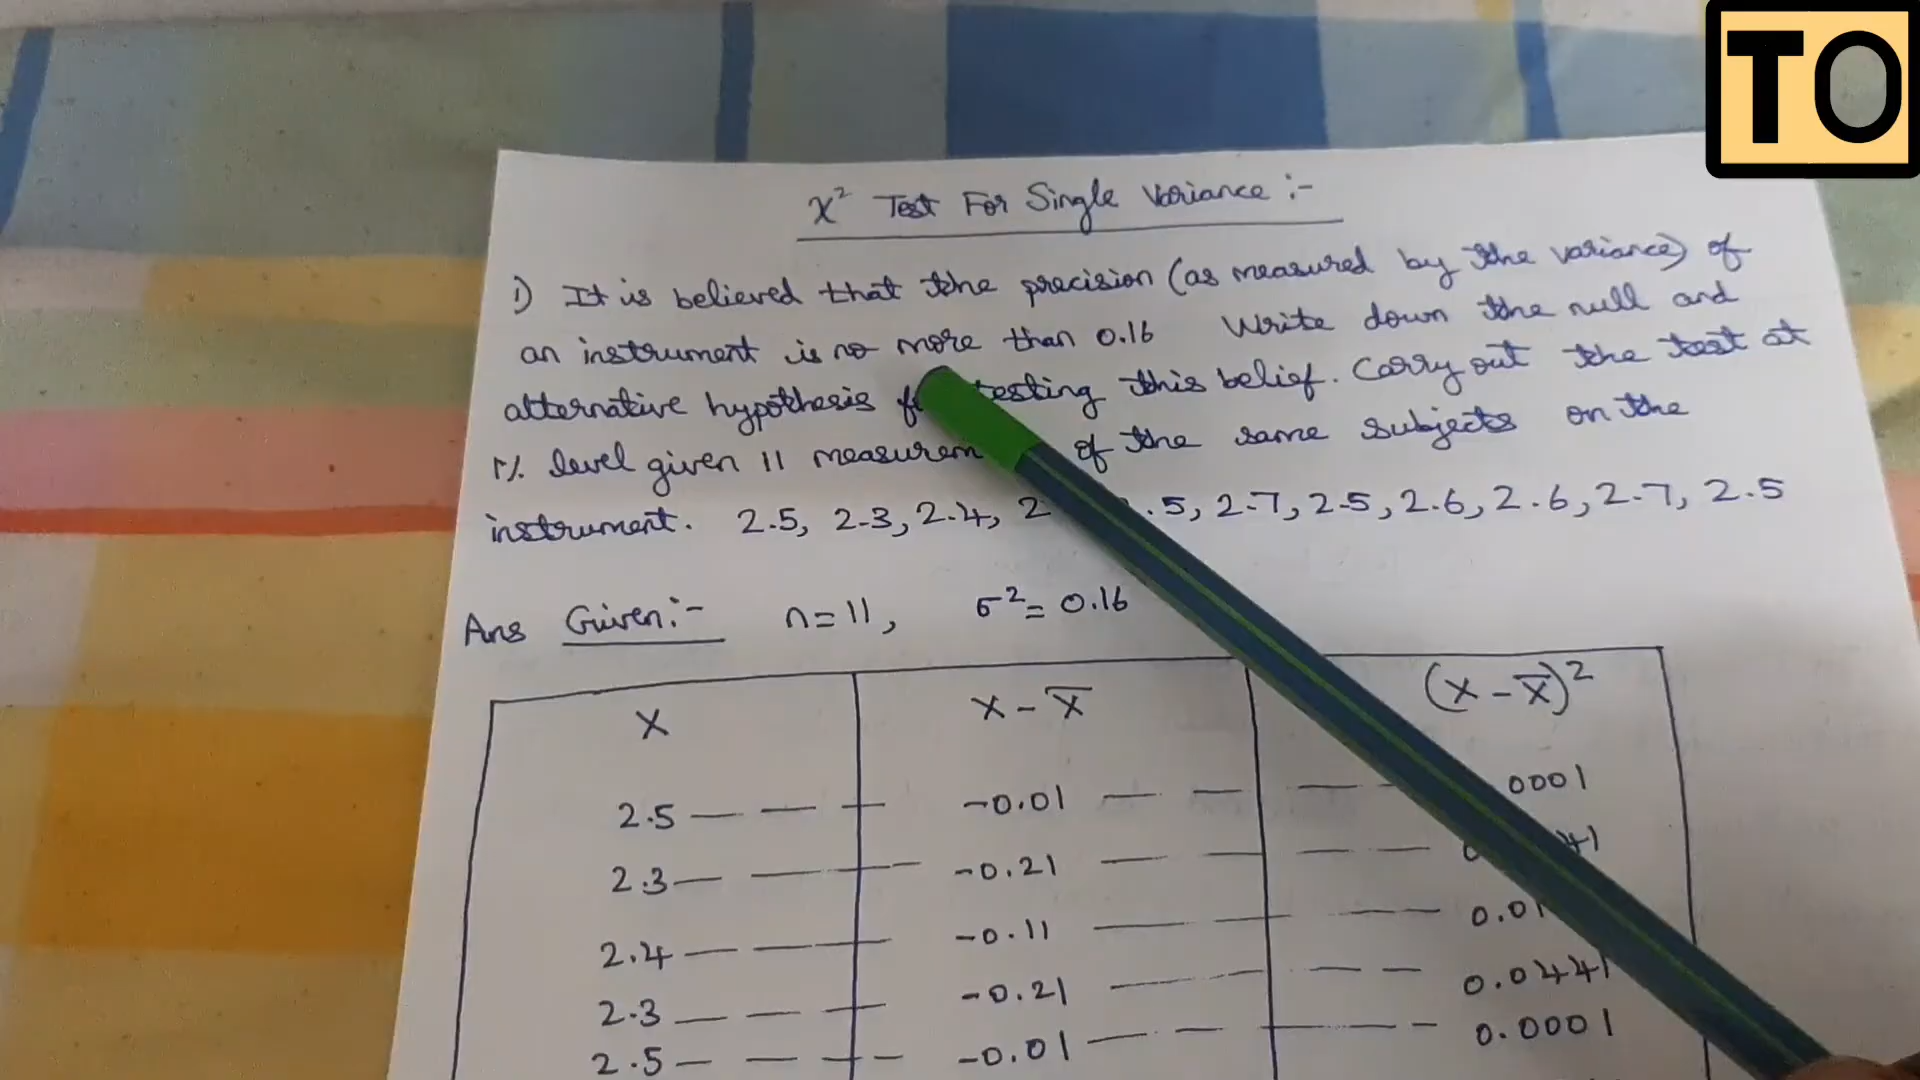 TO
χ² Test For Single Variance :-
1) It is believed that the precision (as measured by the variance) of
an instrument is no more than 0.16 Write down the null and
alternative hypothesis testing this belief. Carry out the test at
1% level given 11 of the same subjects on the
instrument. 2.5, 2.3, 2.4, 2 .5, 2.7, 2.5, 2.6, 2.6, 2.7, 2.5
Ans Given:- n = 11, σ² = 0.16
X X - X̅ (X - X̅)²
2.5 -0.01 0001
2.3 -0.21
2.4 -0.11 0.01
2.3 -0.21 0.0441
2.5 -0.01 0.0001